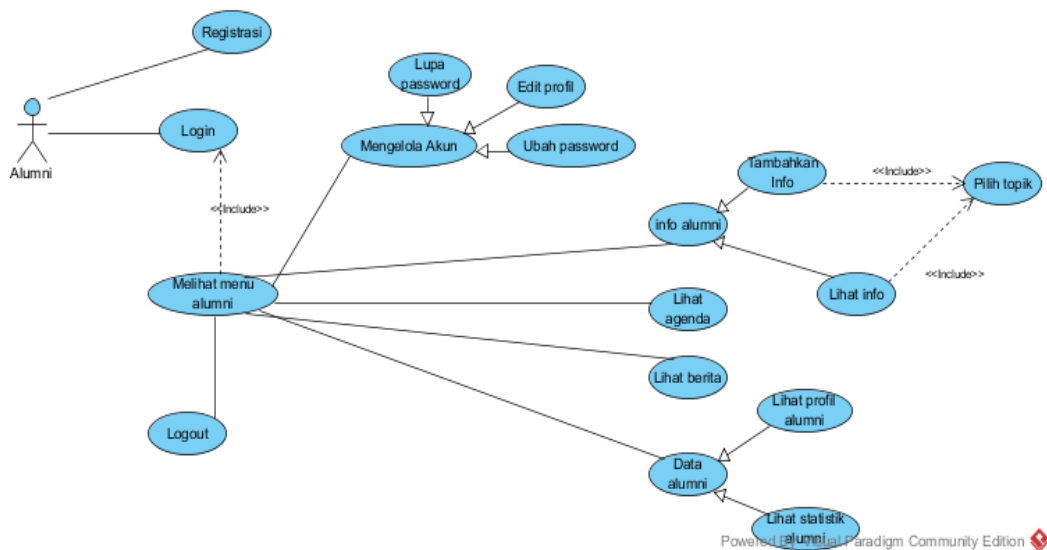 Registrasi
Alumni
Login
<<Include>>
Lupa
password
Edit profil
Mengelola Akun
Ubah password
Tambahkan
Info
<<Include>>
Pilih topik
info alumni
<<Include>>
Lihat info
Melihat menu
alumni
Lihat
agenda
Lihat berita
Lihat profil
alumni
Logout
Data
alumni
Lihat statistik
alumni
Powered By Visual Paradigm Community Edition